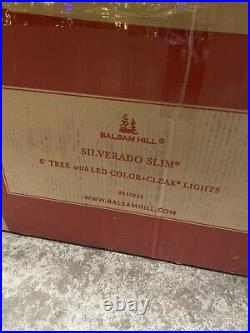 BALSAM HILL®
SILVERADO SLIM®
6' TREE with LED COLOR+CLEAR® LIGHTS
WWW.BALSAMHILL.COM